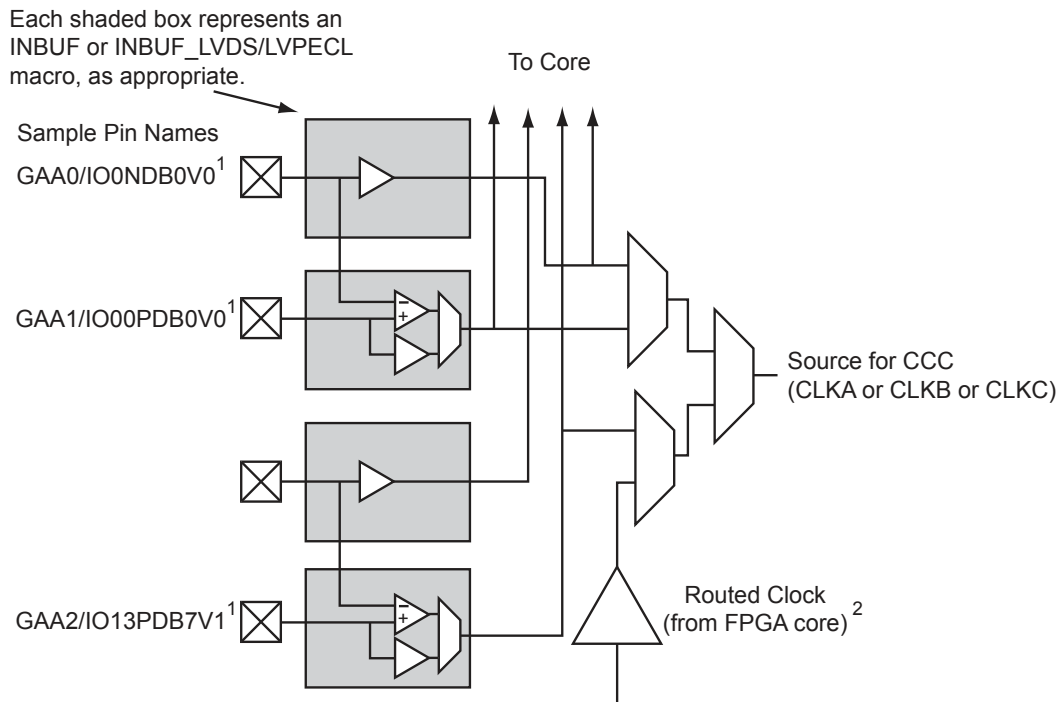 Each shaded box represents an
INBUF or INBUF_LVDS/LVPECL
macro, as appropriate.
To Core
Sample Pin Names
GAA0/IO0NDB0V0¹
GAA1/IO00PDB0V0¹
− +
Source for CCC
(CLKA or CLKB or CLKC)
GAA2/IO13PDB7V1¹
− +
Routed Clock
(from FPGA core)²